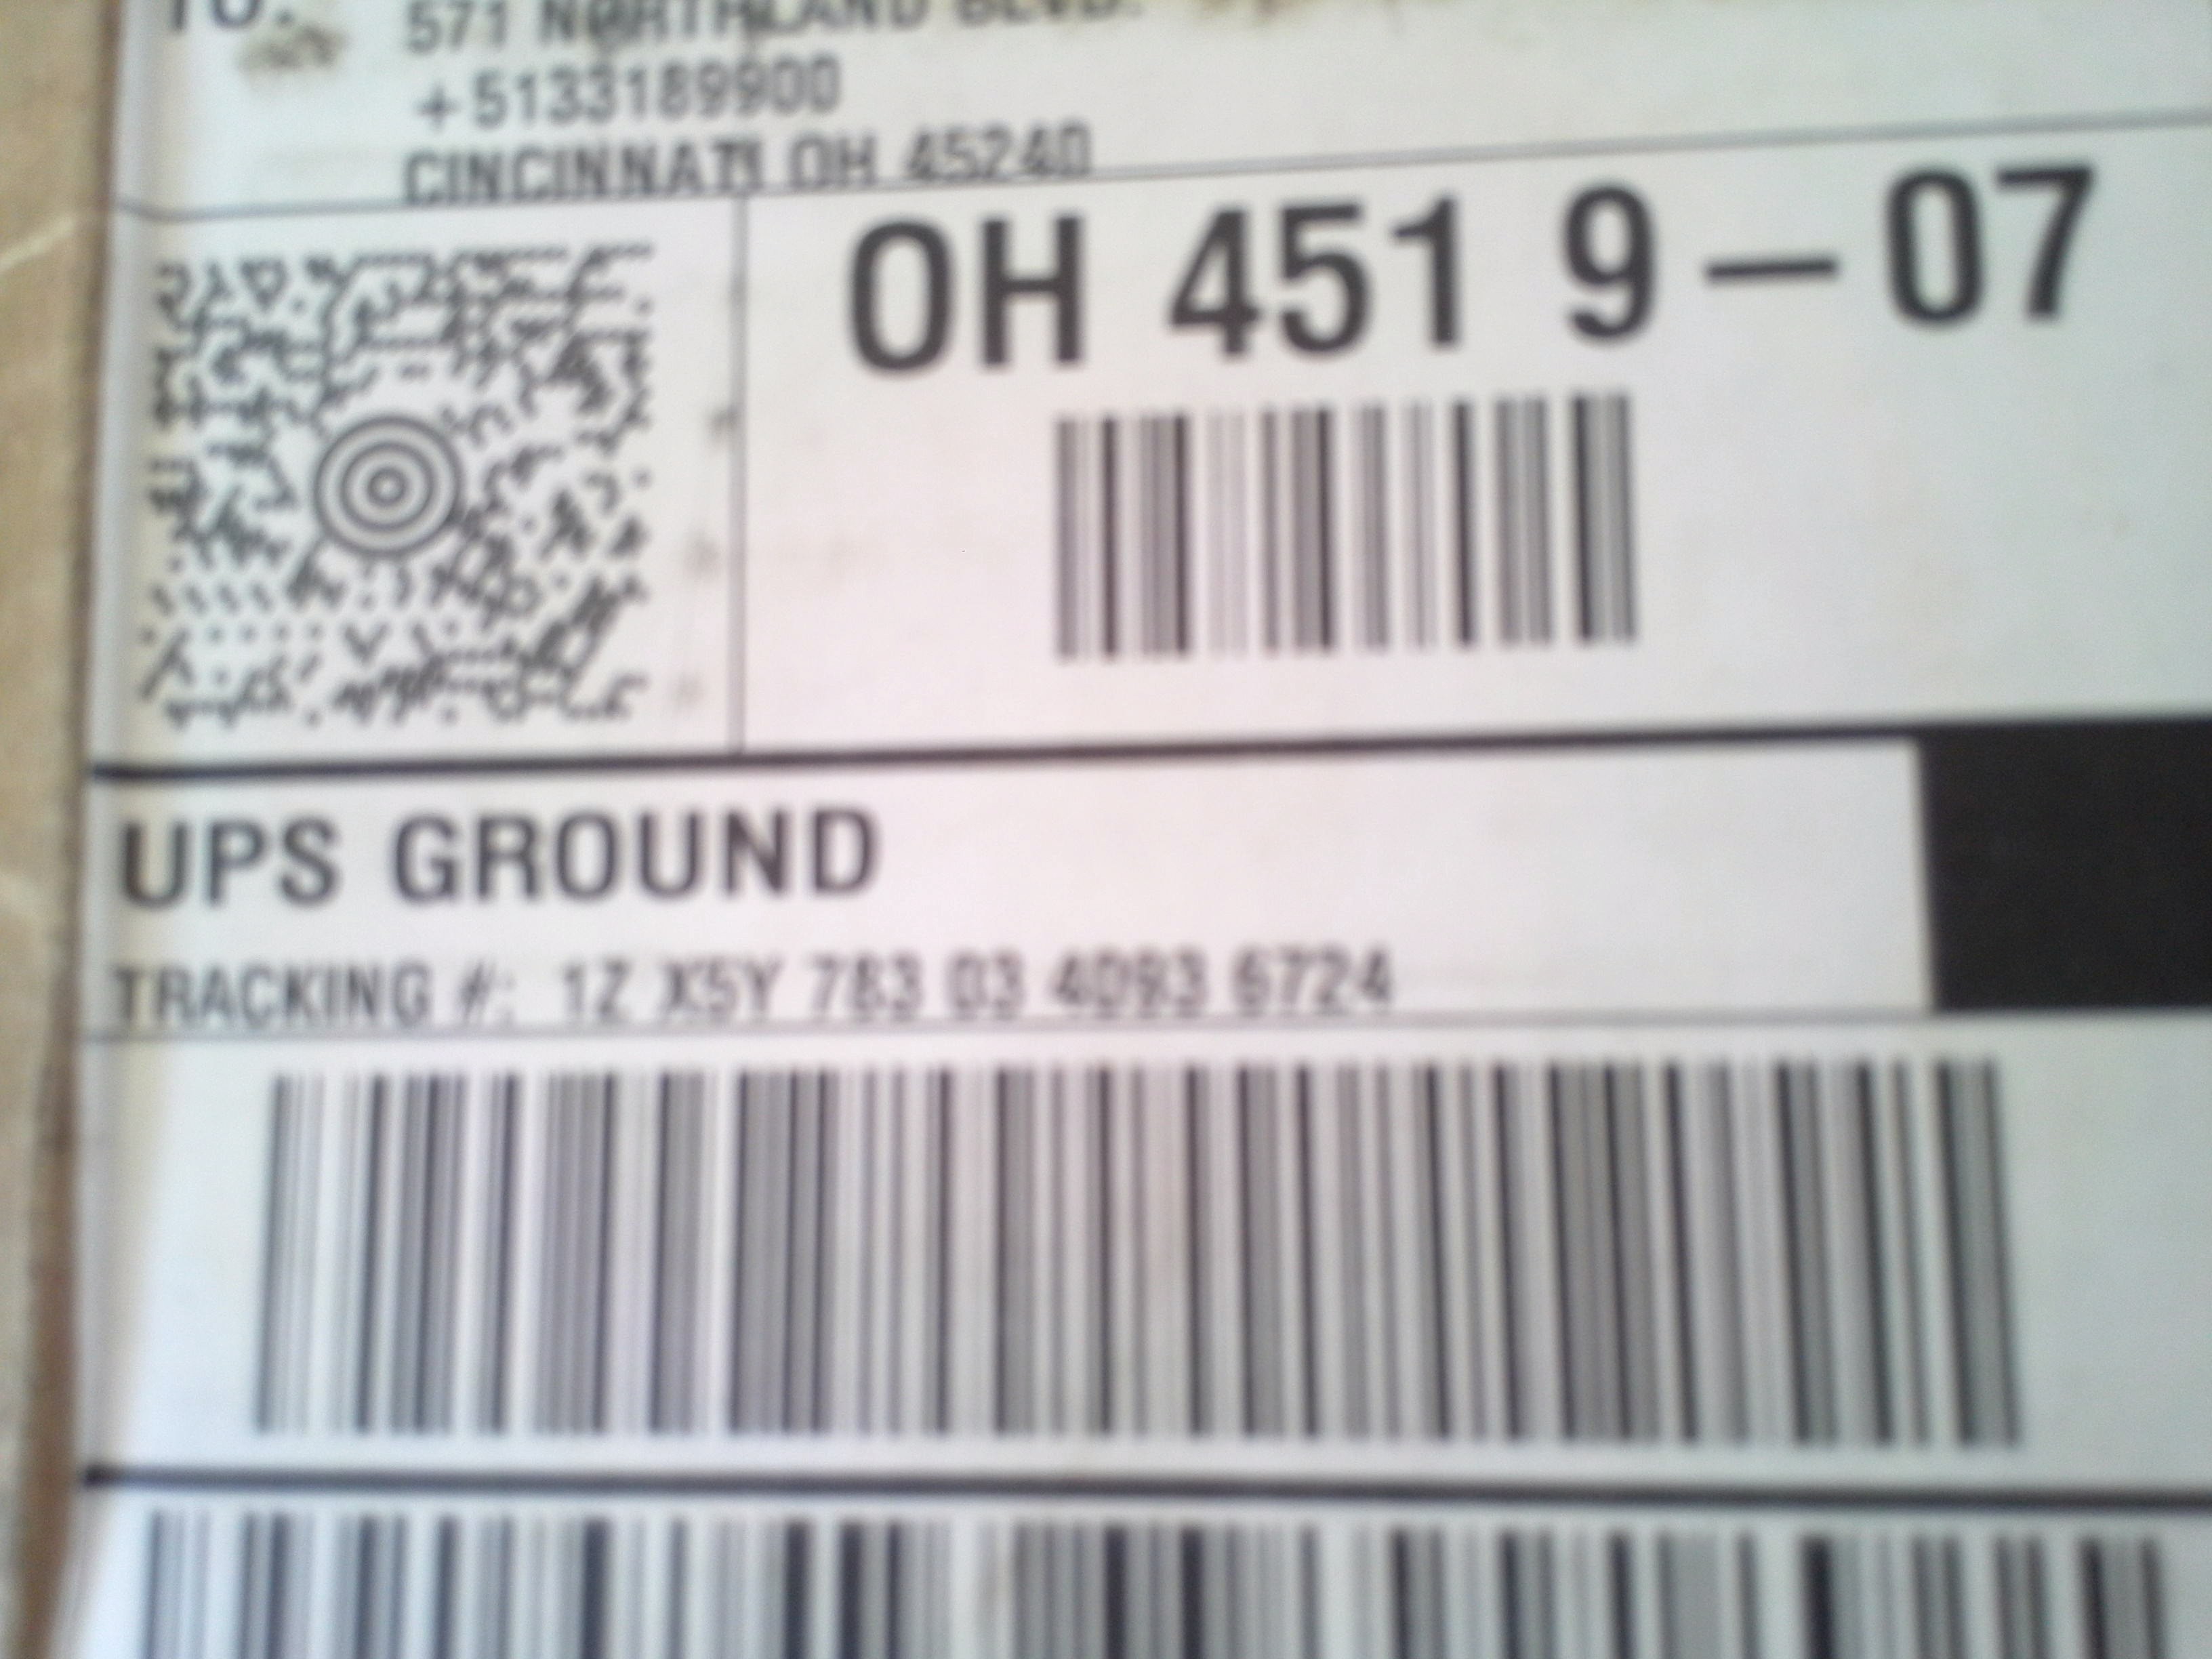 TO:
571 NORTHLAND BLVD.
+5133189900
CINCINNATI OH 45240
OH 451 9-07
UPS GROUND
TRACKING #: 1Z X5Y 783 03 4093 6724